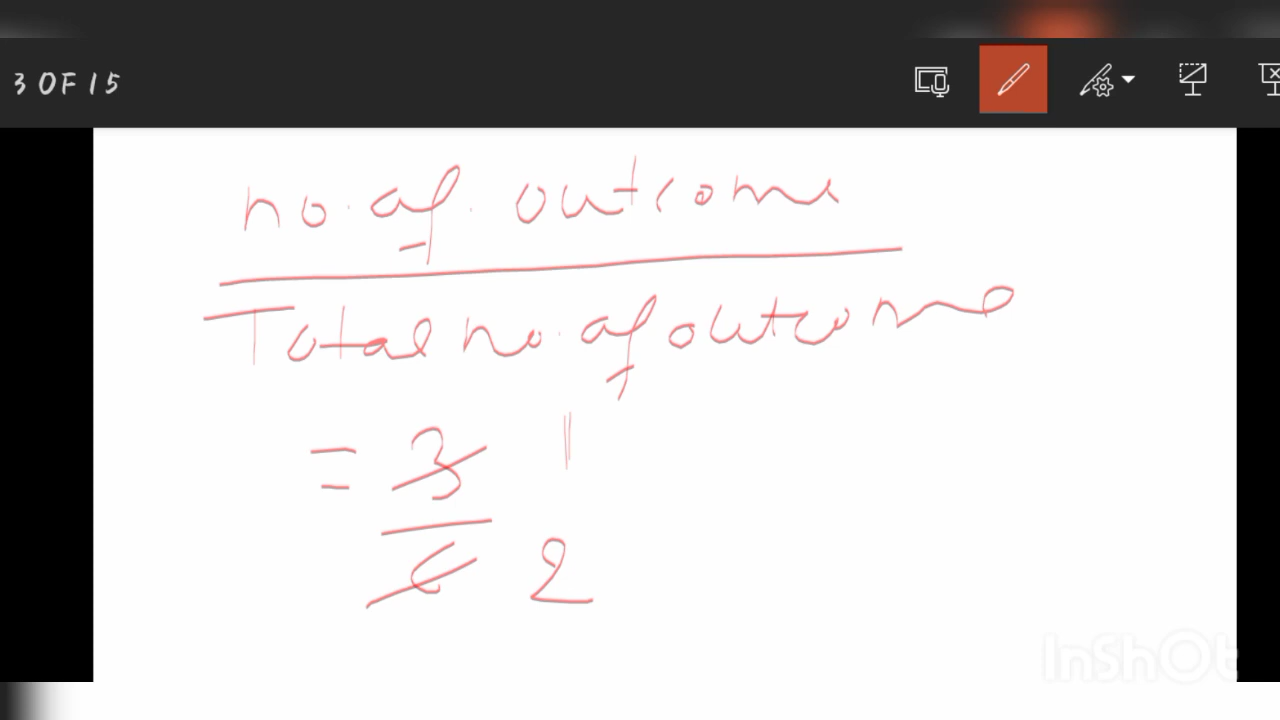 3 OF 15
no. of. outcome
Total no. of outcome
= 3 1
6 2
InShOt